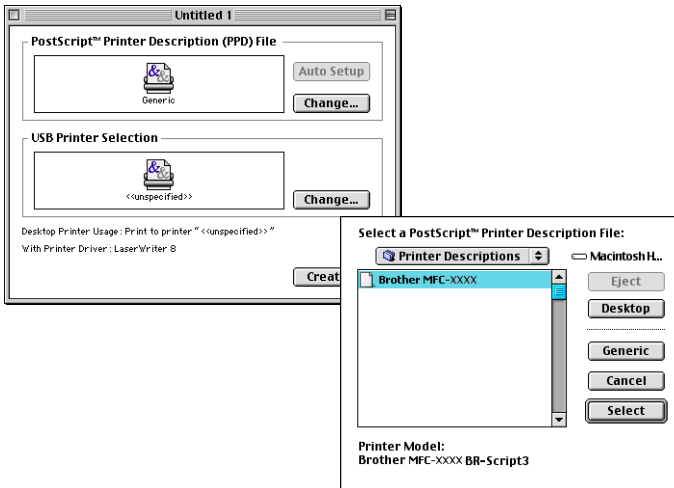 Untitled 1
PostScript™ Printer Description (PPD) File
Generic
Auto Setup
Change...
USB Printer Selection
<<unspecified>>
Change...
Desktop Printer Usage : Print to printer “<<unspecified>>”
With Printer Driver : LaserWriter 8
Creat
Select a PostScript™ Printer Description File:
Printer Descriptions
Macintosh H...
Brother MFC-XXXX
Eject
Desktop
Generic
Cancel
Select
Printer Model:
Brother MFC-XXXX BR-Script3